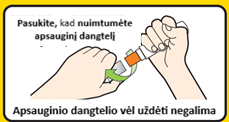 Pasukite, kad nuimtumėte
apsauginį dangtelį
Apsauginio dangtelio vėl uždėti negalima